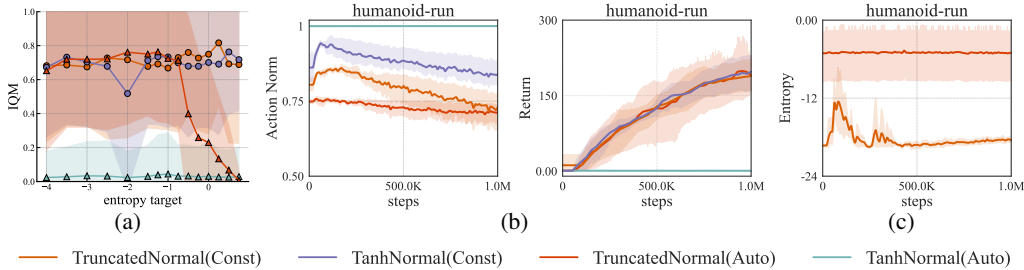 humanoid-run humanoid-run humanoid-run
1.0 0.8 0.6 0.4 0.2 0.0
IQM
−4 −3 −2 −1 0
entropy target
(a)
1 0.75 0.50
Action Norm
0 500.0K 1.0M
steps
300 150 0.00
Return
0 500.0K 1.0M
steps
(b)
0.00 -12 -24
Entropy
0 500.0K 1.0M
steps
(c)
TruncatedNormal(Const) TanhNormal(Const) TruncatedNormal(Auto) TanhNormal(Auto)